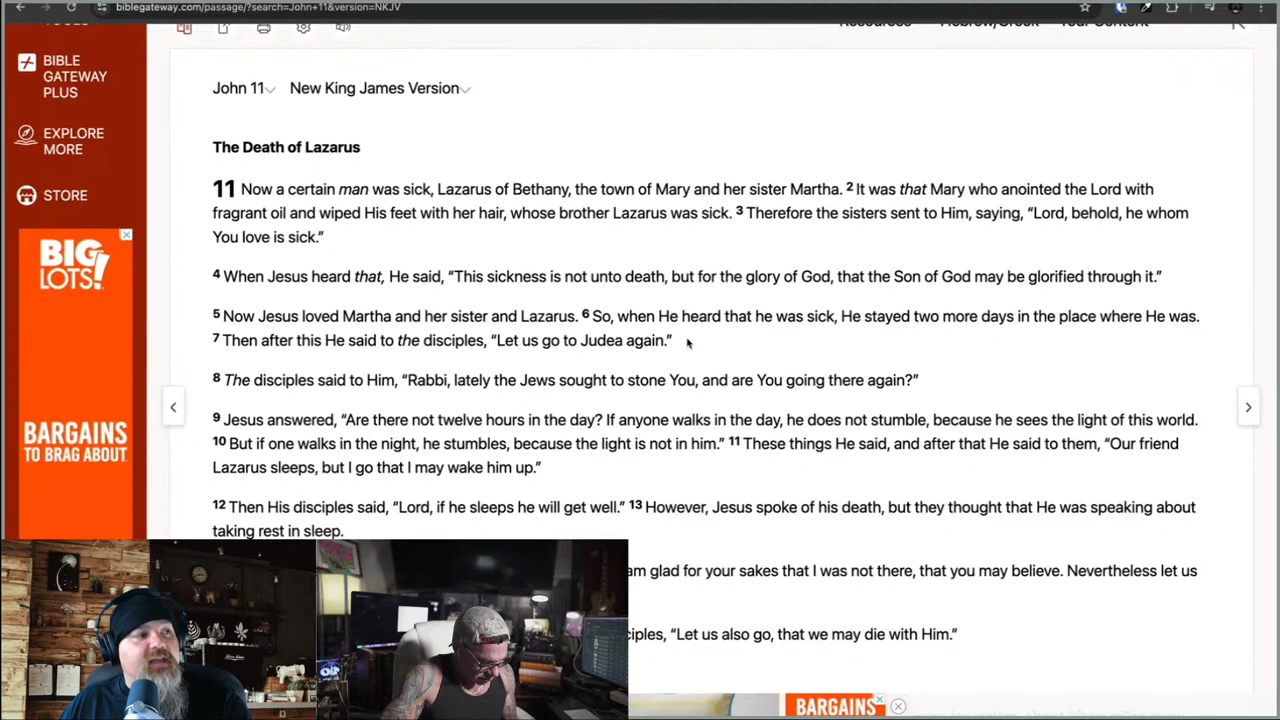 biblegateway.com/passage/?search=John+11&version=NKJV
BIBLE
GATEWAY
PLUS
EXPLORE
MORE
STORE
BIG
LOTS!
BARGAINS
TO BRAG ABOUT.
John 11 New King James Version
The Death of Lazarus
11 Now a certain man was sick, Lazarus of Bethany, the town of Mary and her sister Martha. 2 It was that Mary who anointed the Lord with
fragrant oil and wiped His feet with her hair, whose brother Lazarus was sick. 3 Therefore the sisters sent to Him, saying, “Lord, behold, he whom
You love is sick.”
4 When Jesus heard that, He said, “This sickness is not unto death, but for the glory of God, that the Son of God may be glorified through it.”
5 Now Jesus loved Martha and her sister and Lazarus. 6 So, when He heard that he was sick, He stayed two more days in the place where He was.
7 Then after this He said to the disciples, “Let us go to Judea again.”
8 The disciples said to Him, “Rabbi, lately the Jews sought to stone You, and are You going there again?”
9 Jesus answered, “Are there not twelve hours in the day? If anyone walks in the day, he does not stumble, because he sees the light of this world.
10 But if one walks in the night, he stumbles, because the light is not in him.” 11 These things He said, and after that He said to them, “Our friend
Lazarus sleeps, but I go that I may wake him up.”
12 Then His disciples said, “Lord, if he sleeps he will get well.” 13 However, Jesus spoke of his death, but they thought that He was speaking about
taking rest in sleep.
am glad for your sakes that I was not there, that you may believe. Nevertheless let us
ciples, “Let us also go, that we may die with Him.”
BARGAINS